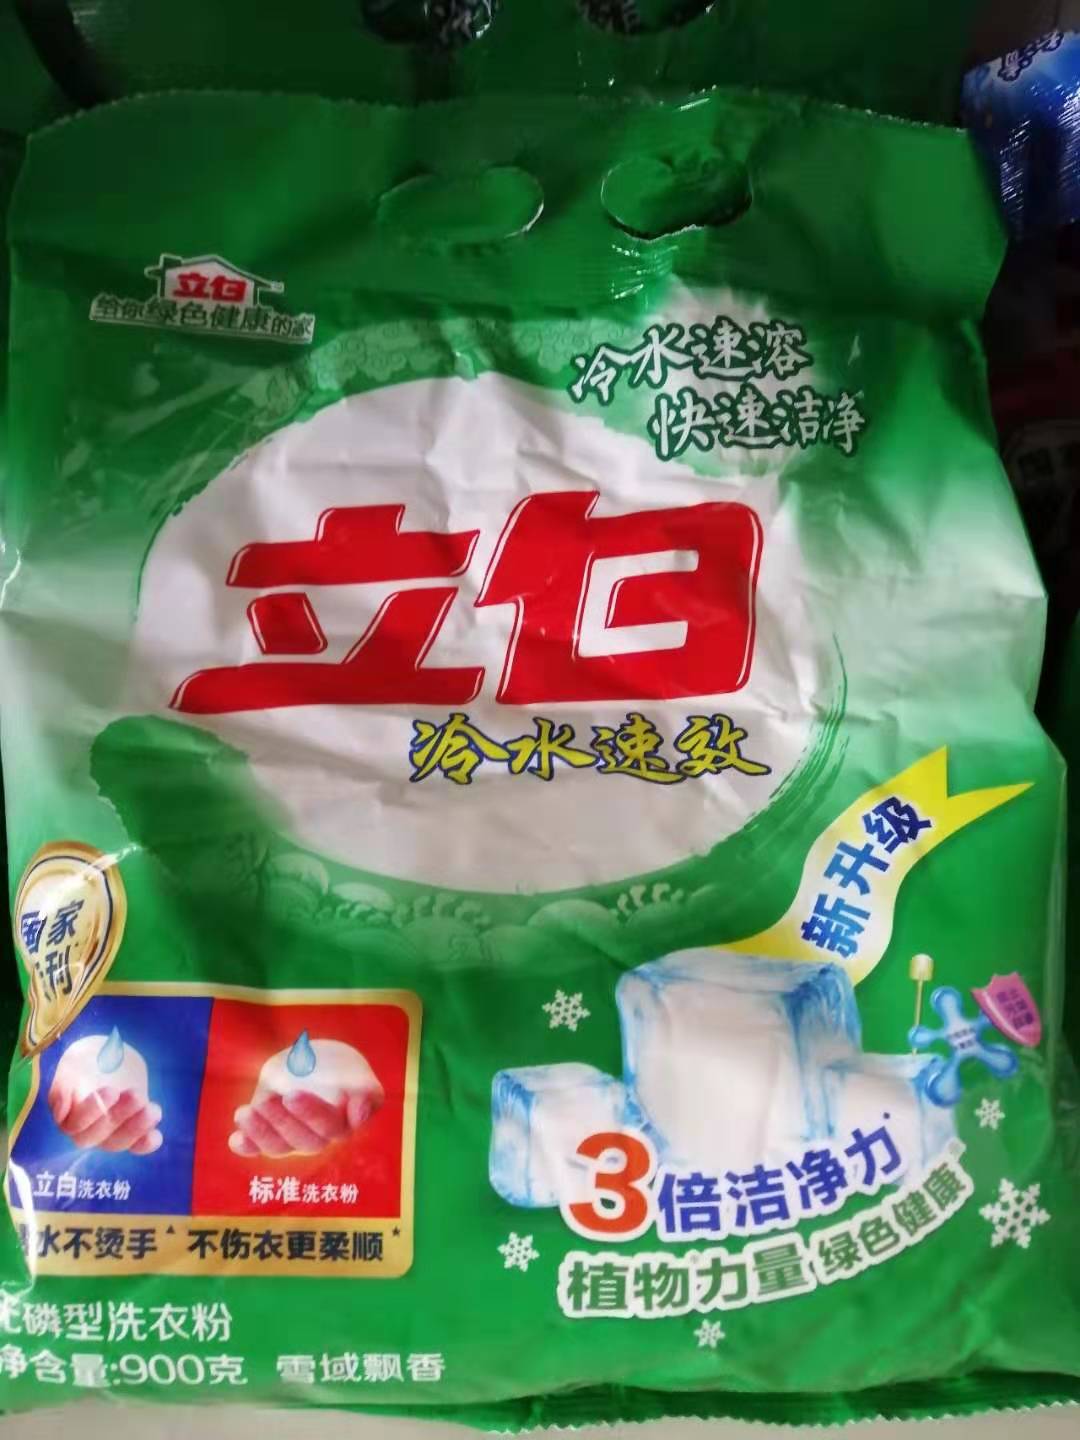 立白
给你绿色健康的家
冷水速溶
快速洁净
立白
冷水速效
新升级
国家
利
立白洗衣粉
标准洗衣粉
水不烫手▲ 不伤衣更柔顺★
3倍洁净力
植物力量 绿色健康
磷型洗衣粉
净含量:900克 雪域飘香